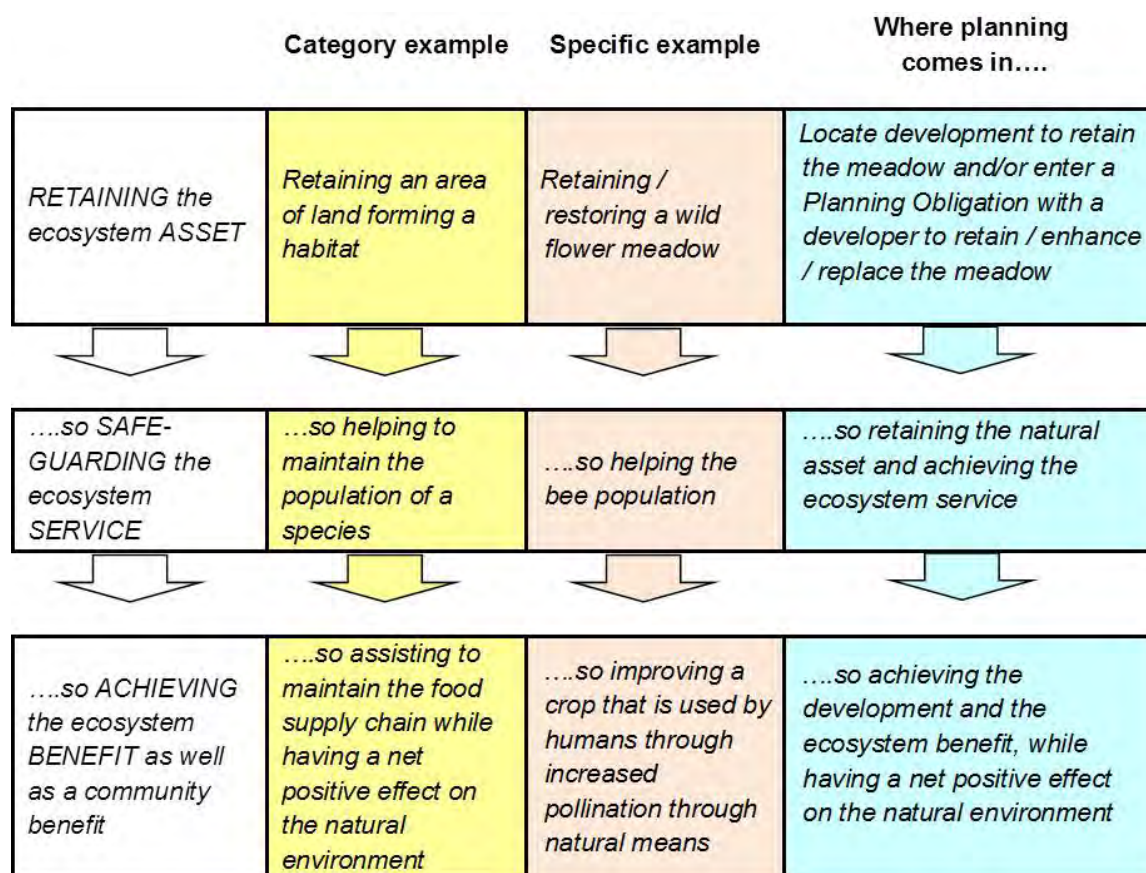 Category example
Specific example
Where planning
comes in….
RETAINING the
ecosystem ASSET
Retaining an area
of land forming a
habitat
Retaining /
restoring a wild
flower meadow
Locate development to retain
the meadow and/or enter a
Planning Obligation with a
developer to retain / enhance
/ replace the meadow
….so SAFE-
GUARDING the
ecosystem
SERVICE
….so helping to
maintain the
population of a
species
….so helping the
bee population
….so retaining the natural
asset and achieving the
ecosystem service
….so ACHIEVING
the ecosystem
BENEFIT as well
as a community
benefit
….so assisting to
maintain the food
supply chain while
having a net
positive effect on
the natural
environment
….so improving a
crop that is used by
humans through
increased
pollination through
natural means
….so achieving the
development and the
ecosystem benefit, while
having a net positive effect
on the natural environment